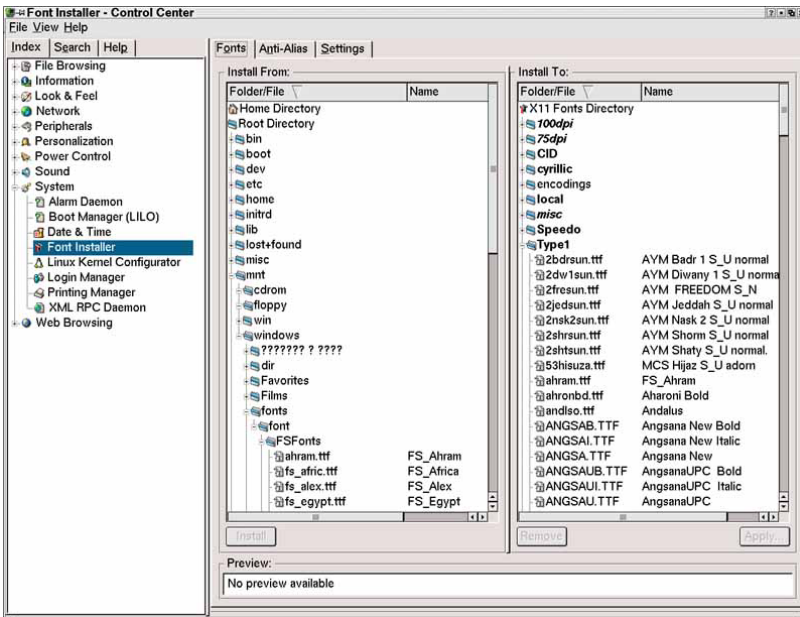 Font Installer - Control Center
File View Help
Index Search Help
File Browsing
Information
Look & Feel
Network
Peripherals
Personalization
Power Control
Sound
System
Alarm Daemon
Boot Manager (LILO)
Date & Time
Font Installer
Linux Kernel Configurator
Login Manager
Printing Manager
XML RPC Daemon
Web Browsing
Fonts Anti-Alias Settings
Install From:
Folder/File Name
Home Directory
Root Directory
bin
boot
dev
etc
home
initrd
lib
lost+found
misc
mnt
cdrom
floppy
win
windows
??????? ? ????
dir
Favorites
Films
fonts
font
FSFonts
ahram.ttf FS_Ahram
fs_afric.ttf FS_Africa
fs_alex.ttf FS_Alex
fs_egypt.ttf FS_Egypt
Install
Install To:
Folder/File Name
X11 Fonts Directory
100dpi
75dpi
CID
cyrillic
encodings
local
misc
Speedo
Type1
2bdrsun.ttf AYM Badr 1 S_U normal
2dw1sun.ttf AYM Diwany 1 S_U norma
2fresun.ttf AYM FREEDOM S_N
2jedsun.ttf AYM Jeddah S_U normal
2nsk2sun.ttf AYM Nask 2 S_U normal
2shrsun.ttf AYM Shorm S_U normal
2shtsun.ttf AYM Shaty S_U normal.
53hisuza.ttf MCS Hijaz S_U adorn
ahram.ttf FS_Ahram
ahronbd.ttf Aharoni Bold
andlso.ttf Andalus
ANGSAB.TTF Angsana New Bold
ANGSAI.TTF Angsana New Italic
ANGSA.TTF Angsana New
ANGSAUB.TTF AngsanaUPC Bold
ANGSAUI.TTF AngsanaUPC Italic
ANGSAU.TTF AngsanaUPC
Remove Apply...
Preview:
No preview available